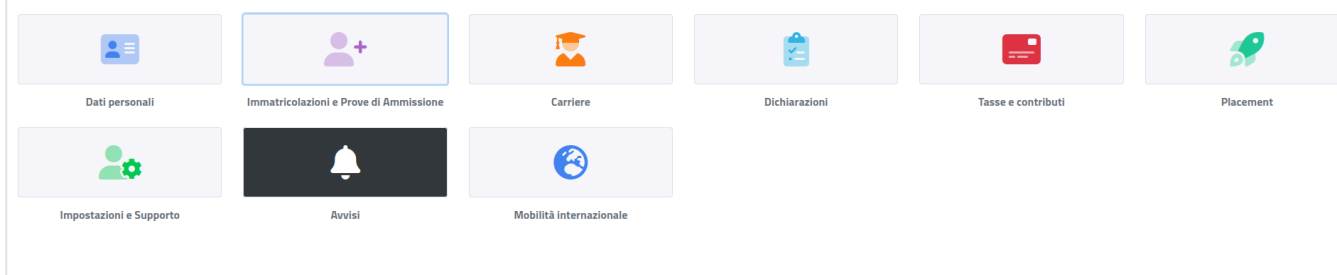 Dati personali
Immatricolazioni e Prove di Ammissione
Carriere
Dichiarazioni
Tasse e contributi
Placement
Impostazioni e Supporto
Avvisi
Mobilità internazionale